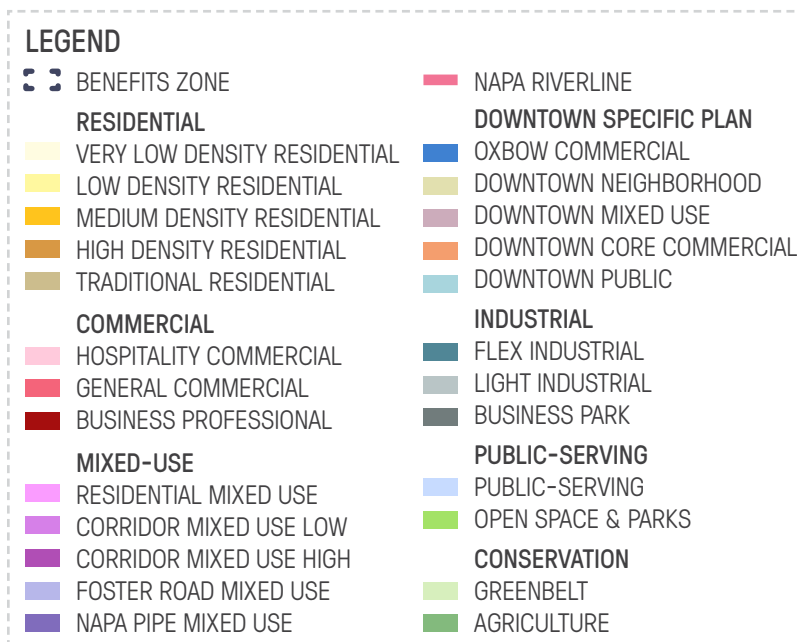 LEGEND
BENEFITS ZONE
RESIDENTIAL
VERY LOW DENSITY RESIDENTIAL
LOW DENSITY RESIDENTIAL
MEDIUM DENSITY RESIDENTIAL
HIGH DENSITY RESIDENTIAL
TRADITIONAL RESIDENTIAL
COMMERCIAL
HOSPITALITY COMMERCIAL
GENERAL COMMERCIAL
BUSINESS PROFESSIONAL
MIXED-USE
RESIDENTIAL MIXED USE
CORRIDOR MIXED USE LOW
CORRIDOR MIXED USE HIGH
FOSTER ROAD MIXED USE
NAPA PIPE MIXED USE
NAPA RIVERLINE
DOWNTOWN SPECIFIC PLAN
OXBOW COMMERCIAL
DOWNTOWN NEIGHBORHOOD
DOWNTOWN MIXED USE
DOWNTOWN CORE COMMERCIAL
DOWNTOWN PUBLIC
INDUSTRIAL
FLEX INDUSTRIAL
LIGHT INDUSTRIAL
BUSINESS PARK
PUBLIC-SERVING
PUBLIC-SERVING
OPEN SPACE & PARKS
CONSERVATION
GREENBELT
AGRICULTURE